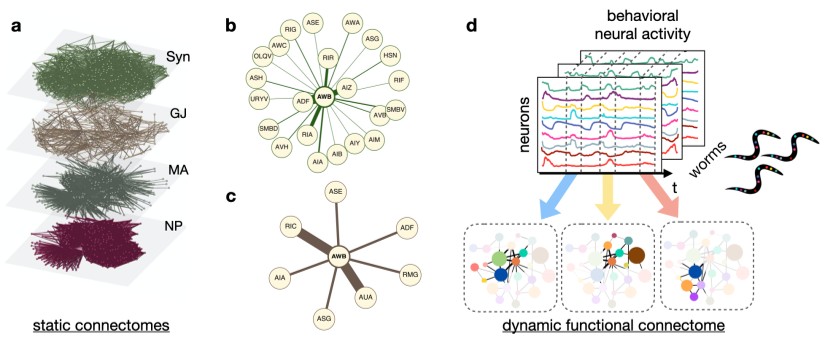 a
Syn
GJ
MA
NP
static connectomes
b
ASE
RIG
AWA
AWC
ASG
OLQV
RIR
HSN
ASH
AIZ
RIF
URYV
ADF
AWB
SMBV
AVB
SMBD
RIA
AIM
AVH
AIY
AIB
AIA
c
ASE
RIC
ADF
AWB
AIA
RMG
AUA
ASG
d
behavioral
neural activity
neurons
worms
t
dynamic functional connectome